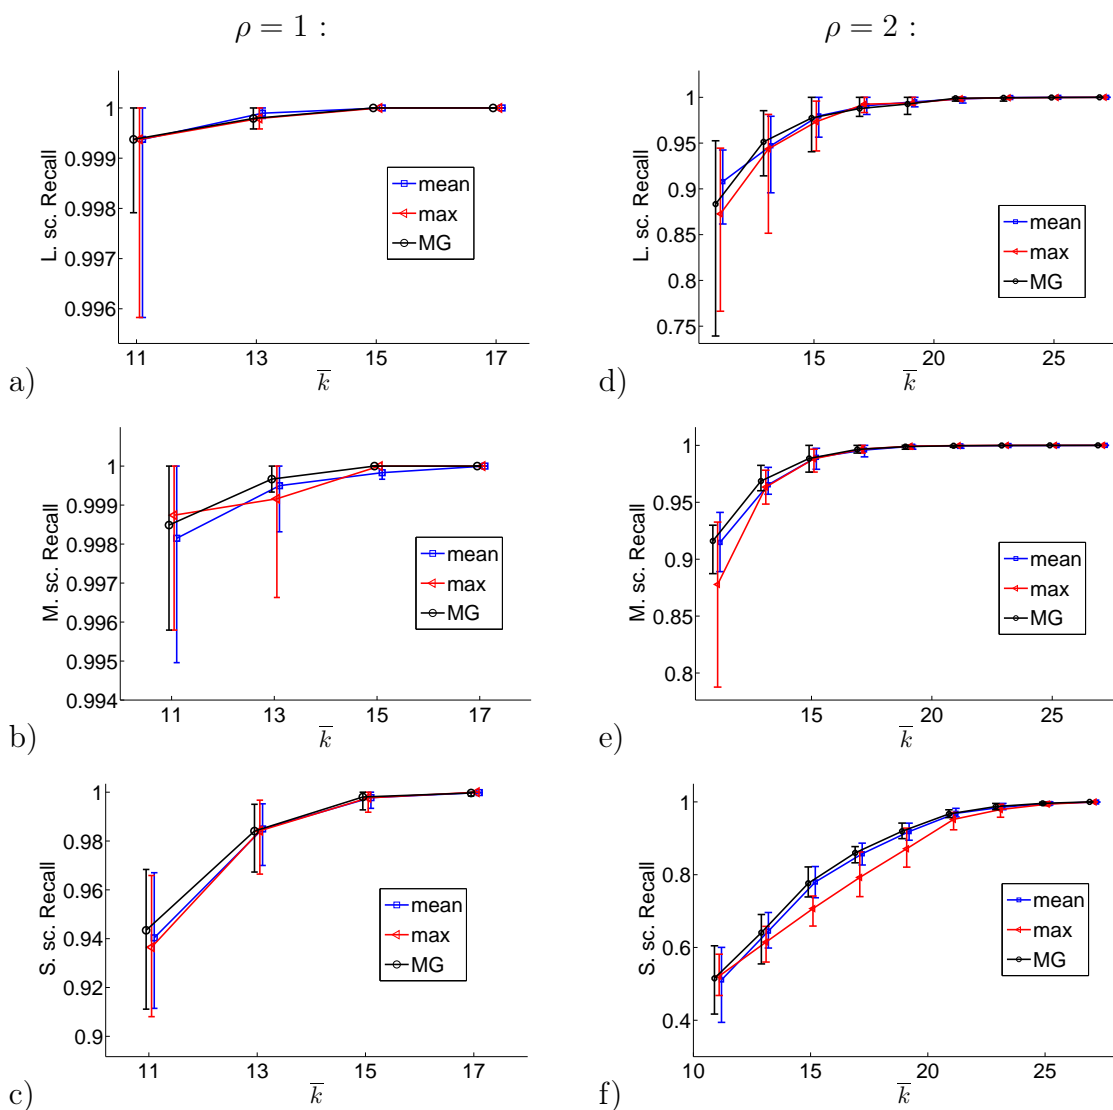 ρ = 1 :
ρ = 2 :
L. sc. Recall
1
0.999
0.998
0.997
0.996
11
13
15
17
k̅
mean
max
MG
a)
L. sc. Recall
1
0.95
0.9
0.85
0.8
0.75
15
20
25
k̅
mean
max
MG
d)
M. sc. Recall
1
0.999
0.998
0.997
0.996
0.995
0.994
11
13
15
17
k̅
mean
max
MG
b)
M. sc. Recall
1
0.95
0.9
0.85
0.8
15
20
25
k̅
mean
max
MG
e)
S. sc. Recall
1
0.98
0.96
0.94
0.92
0.9
11
13
15
17
k̅
mean
max
MG
c)
S. sc. Recall
1
0.8
0.6
0.4
10
15
20
25
k̅
mean
max
MG
f)